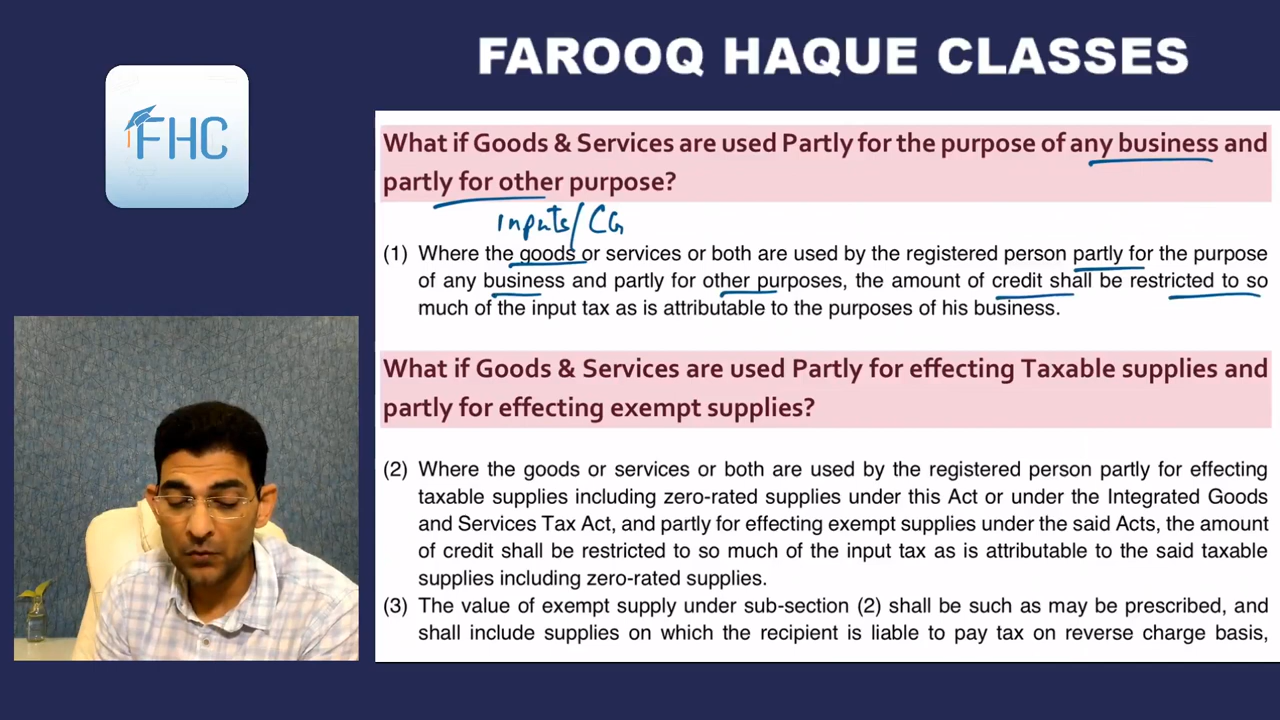 FAROOQ HAQUE CLASSES
FHC
What if Goods & Services are used Partly for the purpose of any business and
partly for other purpose?
Inputs/CG
(1) Where the goods or services or both are used by the registered person partly for the purpose
of any business and partly for other purposes, the amount of credit shall be restricted to so
much of the input tax as is attributable to the purposes of his business.
What if Goods & Services are used Partly for effecting Taxable supplies and
partly for effecting exempt supplies?
(2) Where the goods or services or both are used by the registered person partly for effecting
taxable supplies including zero-rated supplies under this Act or under the Integrated Goods
and Services Tax Act, and partly for effecting exempt supplies under the said Acts, the amount
of credit shall be restricted to so much of the input tax as is attributable to the said taxable
supplies including zero-rated supplies.
(3) The value of exempt supply under sub-section (2) shall be such as may be prescribed, and
shall include supplies on which the recipient is liable to pay tax on reverse charge basis,